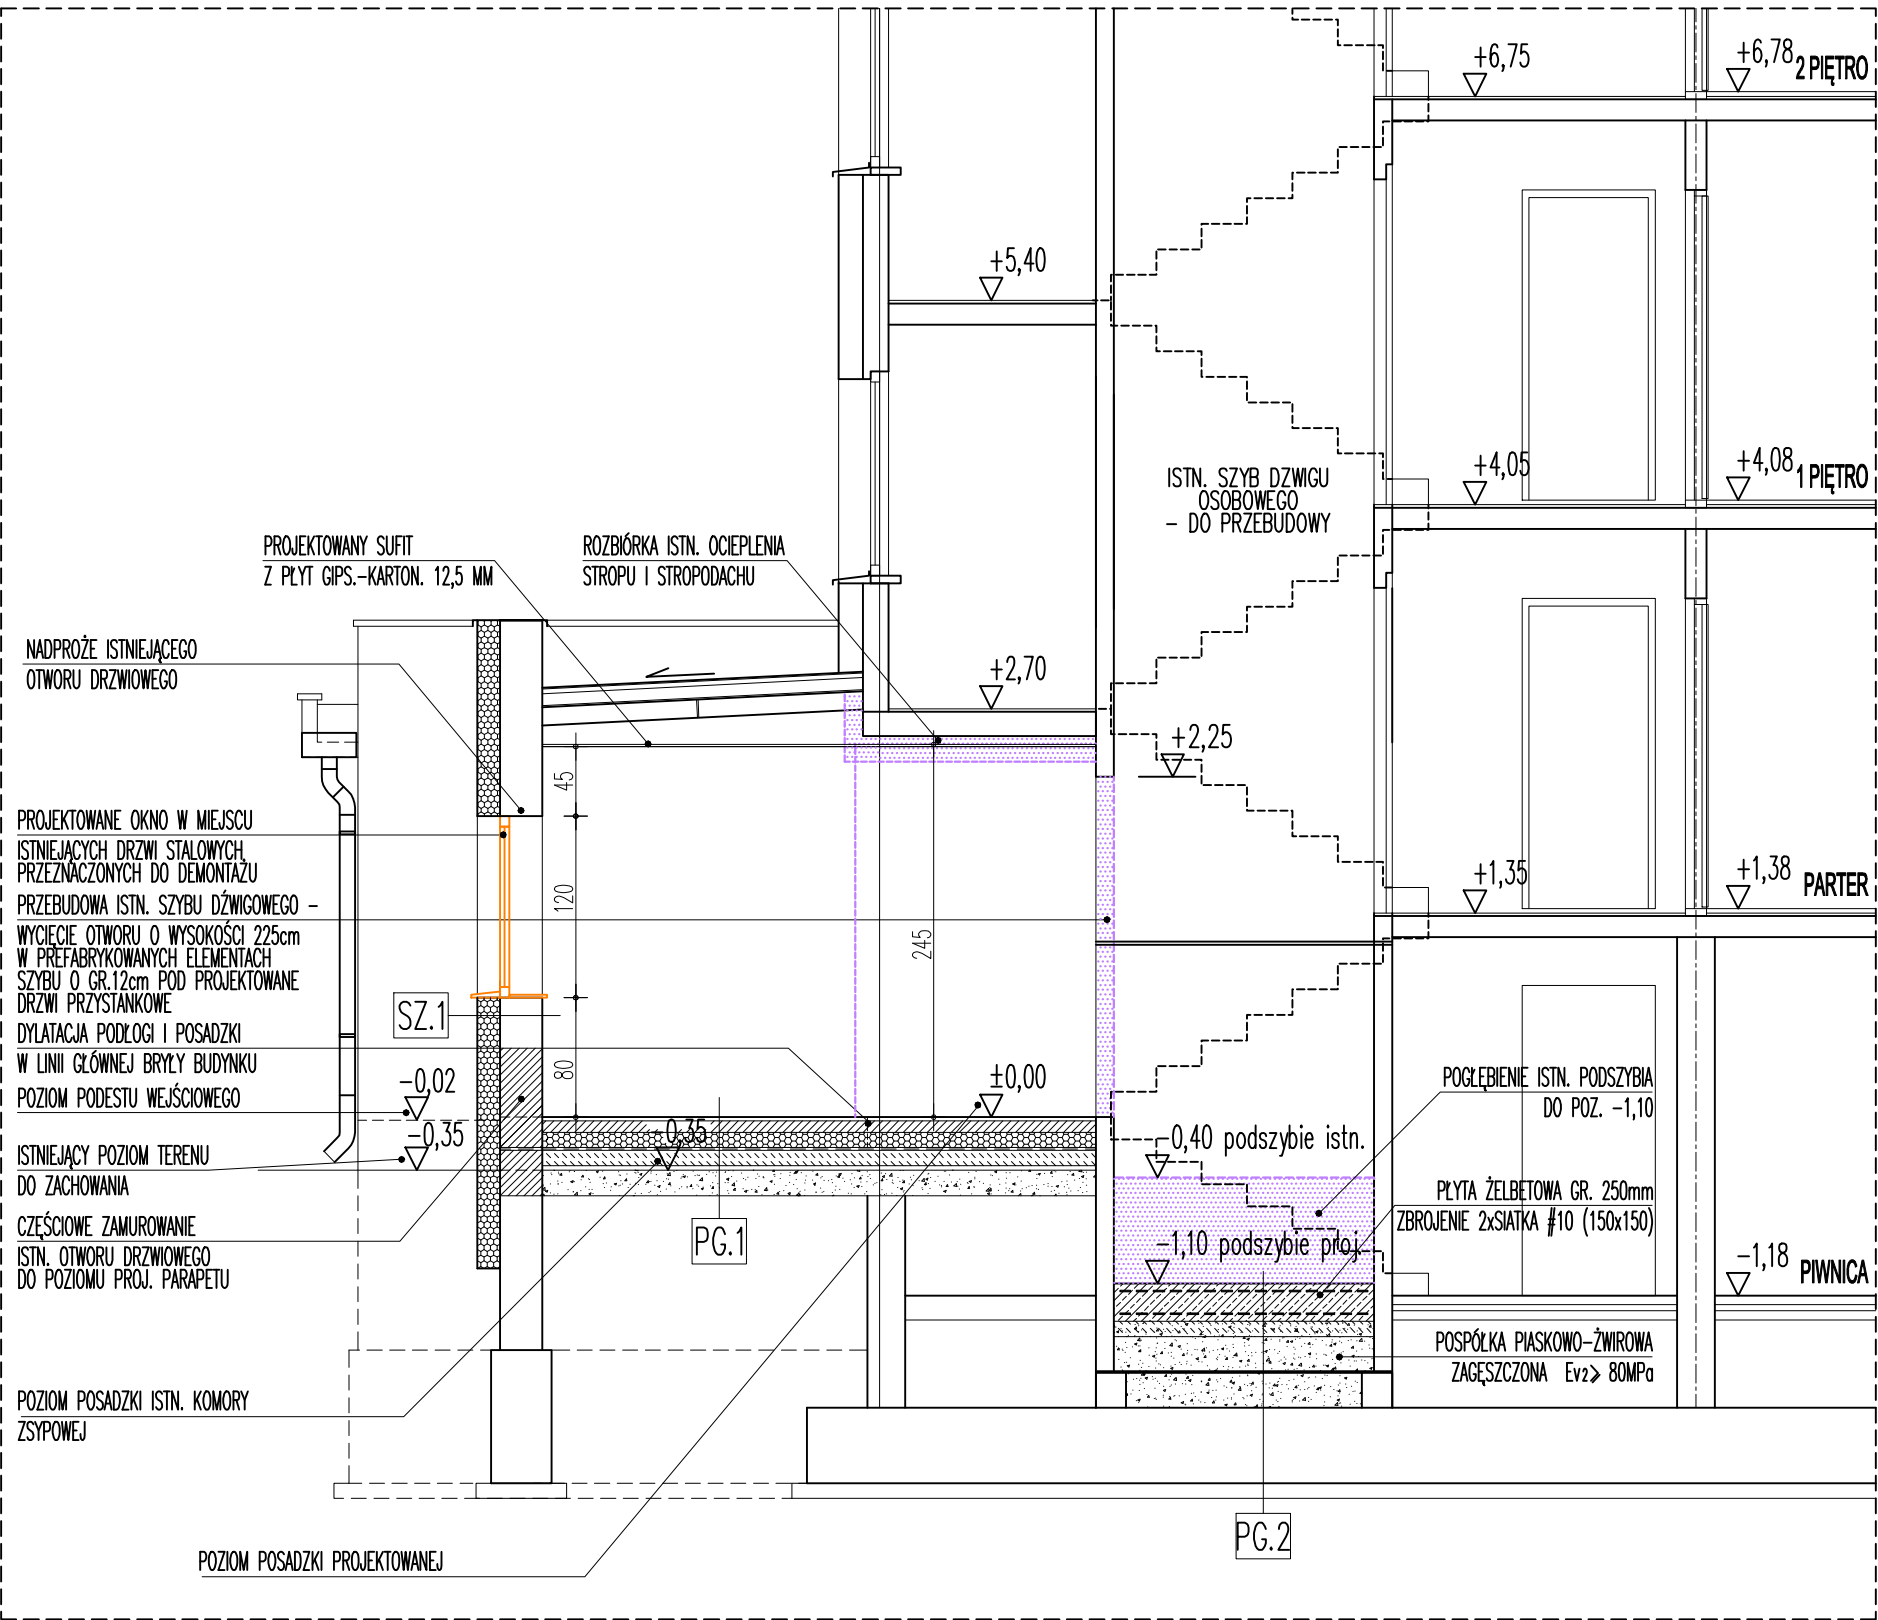 +6,75
+6,78
2 PIĘTRO
+5,40
ISTN. SZYB DZWIGU
OSOBOWEGO
- DO PRZEBUDOWY
+4,05
+4,08
1 PIĘTRO
PROJEKTOWANY SUFIT
Z PŁYT GIPS.-KARTON. 12,5 MM
ROZBIÓRKA ISTN. OCIEPLENIA
STROPU I STROPODACHU
NADPROŻE ISTNIEJĄCEGO
OTWORU DRZWIOWEGO
+2,70
+2,25
45
120
80
245
PROJEKTOWANE OKNO W MIEJSCU
ISTNIEJĄCYCH DRZWI STALOWYCH,
PRZEZNACZONYCH DO DEMONTAŻU
PRZEBUDOWA ISTN. SZYBU DŹWIGOWEGO -
WYCIĘCIE OTWORU O WYSOKOŚCI 225cm
W PREFABRYKOWANYCH ELEMENTACH
SZYBU O GR.12cm POD PROJEKTOWANE
DRZWI PRZYSTANKOWE
DYLATACJA PODŁOGI I POSADZKI
W LINII GŁÓWNEJ BRYŁY BUDYNKU
POZIOM PODESTU WEJŚCIOWEGO
ISTNIEJĄCY POZIOM TERENU
DO ZACHOWANIA
CZĘŚCIOWE ZAMUROWANIE
ISTN. OTWORU DRZWIOWEGO
DO POZIOMU PROJ. PARAPETU
POZIOM POSADZKI ISTN. KOMORY
ZSYPOWEJ
POZIOM POSADZKI PROJEKTOWANEJ
SZ.1
-0,02
-0,35
-0,35
±0,00
PG.1
+1,35
+1,38
PARTER
POGŁĘBIENIE ISTN. PODSZYBIA
DO POZ. -1,10
-0,40 podszybie istn.
PŁYTA ŻELBETOWA GR. 250mm
ZBROJENIE 2xSIATKA #10 (150x150)
-1,10 podszybie proj.
-1,18
PIWNICA
POSPÓŁKA PIASKOWO-ŻWIROWA
ZAGĘSZCZONA Ev2⩾ 80MPa
PG.2